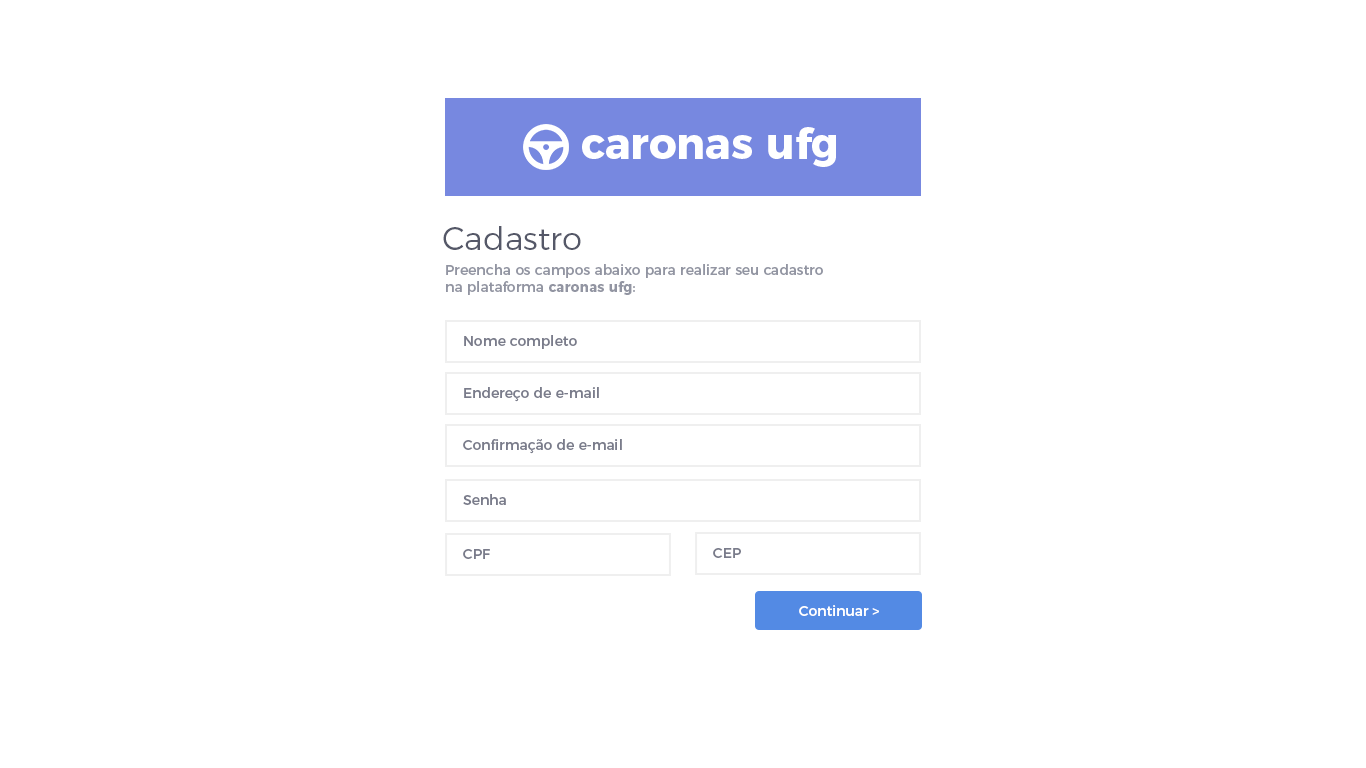 caronas ufg
Cadastro
Preencha os campos abaixo para realizar seu cadastro
na plataforma caronas ufg:
Nome completo
Endereço de e-mail
Confirmação de e-mail
Senha
CPF
CEP
Continuar >